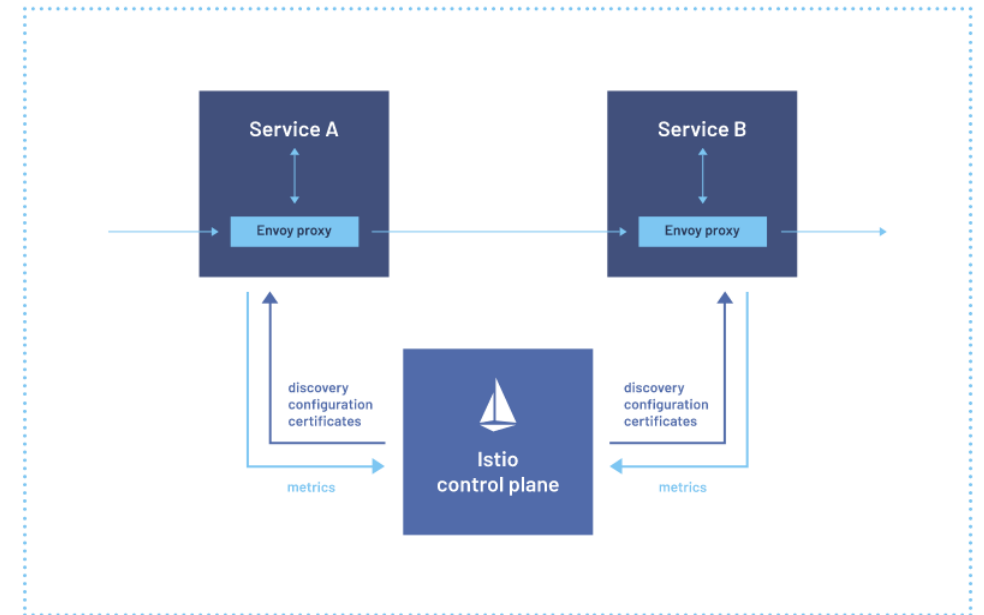 Service A
Envoy proxy
Service B
Envoy proxy
discovery
configuration
certificates
metrics
Istio
control plane
discovery
configuration
certificates
metrics